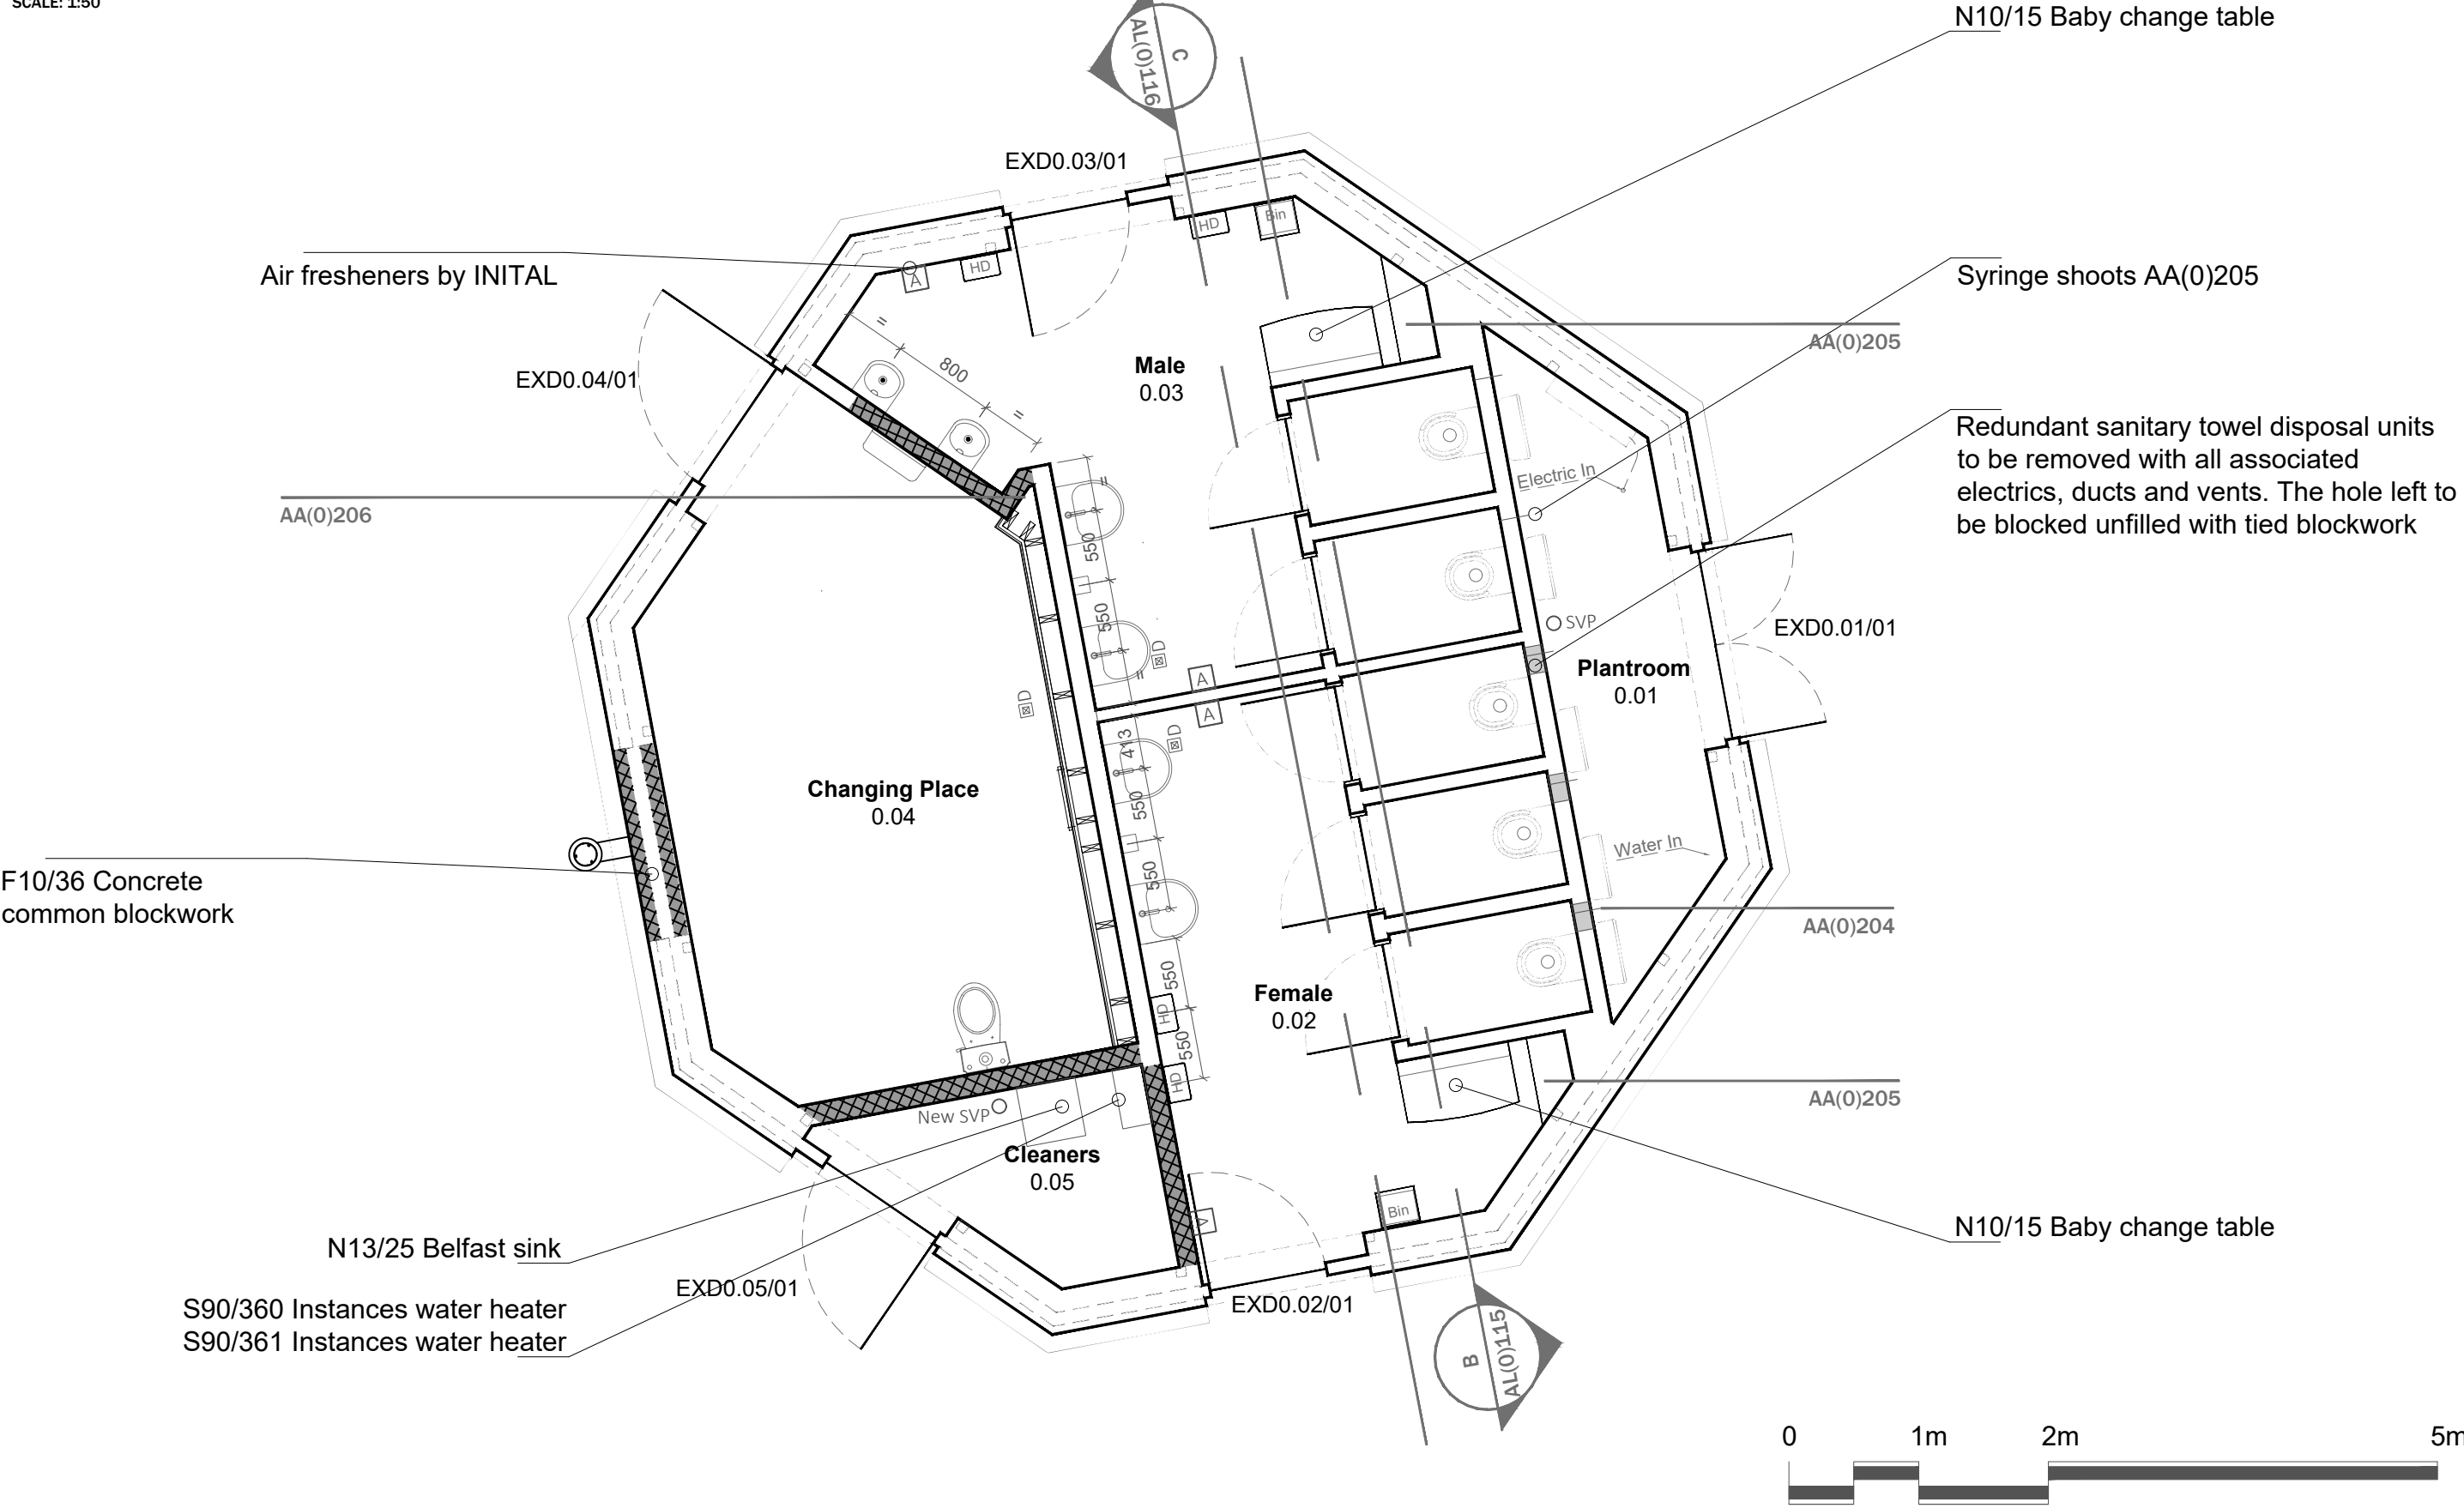 SCALE: 1:50
N10/15 Baby change table
C
AL(0)116
EXD0.03/01
Air fresheners by INITAL
A
HD
HD
Bin
Syringe shoots AA(0)205
AA(0)205
EXD0.04/01
=
800
=
Male
0.03
Redundant sanitary towel disposal units
to be removed with all associated
electrics, ducts and vents. The hole left to
be blocked unfilled with tied blockwork
Electric In
AA(0)206
=
550
550
=
D
D
SVP
EXD0.01/01
Plantroom
0.01
A
A
D
413
550
550
Changing Place
0.04
Water In
F10/36 Concrete
common blockwork
AA(0)204
550
HD
550
HD
Female
0.02
AA(0)205
New SVP
Cleaners
0.05
A
Bin
N13/25 Belfast sink
N10/15 Baby change table
EXD0.05/01
EXD0.02/01
S90/360 Instances water heater
S90/361 Instances water heater
B
AL(0)115
0 1m 2m 5m